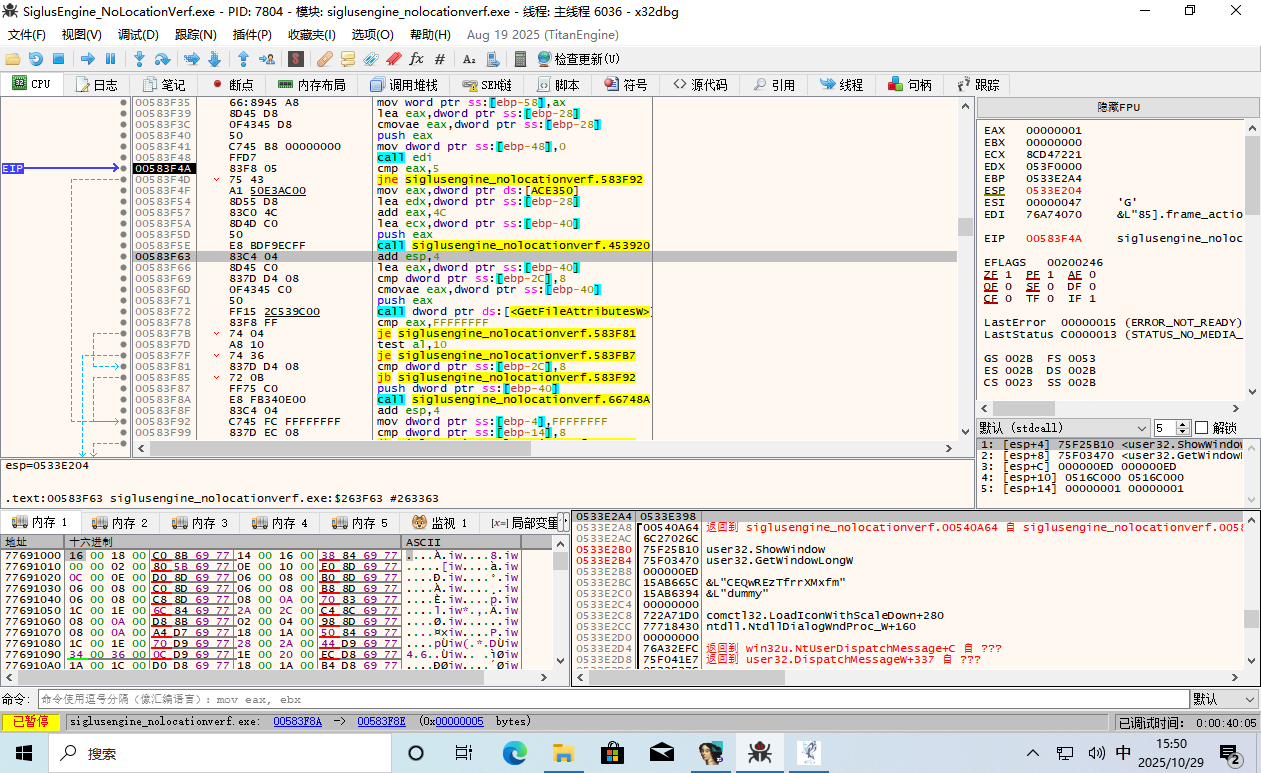 SiglusEngine_NoLocationVerf.exe - PID: 7804 - 模块: siglusengine_nolocationverf.exe - 线程: 主线程 6036 - x32dbg
文件(F) 视图(V) 调试(D) 跟踪(N) 插件(P) 收藏夹(I) 选项(O) 帮助(H) Aug 19 2025 (TitanEngine)
fx # A₂ 检查更新(U)
CPU 日志 笔记 断点 内存布局 调用堆栈 SEH链 脚本 符号 源代码 引用 线程 句柄 跟踪
00583F35 66:8945 A8 mov word ptr ss:[ebp-58],ax
00583F39 8D45 D8 lea eax,dword ptr ss:[ebp-28]
00583F3C 0F4345 D8 cmovae eax,dword ptr ss:[ebp-28]
00583F40 50 push eax
00583F41 C745 B8 00000000 mov dword ptr ss:[ebp-48],0
00583F48 FFD7 call edi
EIP 00583F4A 83F8 05 cmp eax,5
00583F4D 75 43 jne siglusengine_nolocationverf.583F92
00583F4F A1 50E3AC00 mov eax,dword ptr ds:[ACE350]
00583F54 8D55 D8 lea edx,dword ptr ss:[ebp-28]
00583F57 83C0 4C add eax,4C
00583F5A 8D4D C0 lea ecx,dword ptr ss:[ebp-40]
00583F5D 50 push eax
00583F5E E8 BDF9ECFF call siglusengine_nolocationverf.453920
00583F63 83C4 04 add esp,4
00583F66 8D45 C0 lea eax,dword ptr ss:[ebp-40]
00583F69 837D D4 08 cmp dword ptr ss:[ebp-2C],8
00583F6D 0F4345 C0 cmovae eax,dword ptr ss:[ebp-40]
00583F71 50 push eax
00583F72 FF15 2C539C00 call dword ptr ds:[<GetFileAttributesW>]
00583F78 83F8 FF cmp eax,FFFFFFFF
00583F7B 74 04 je siglusengine_nolocationverf.583F81
00583F7D A8 10 test al,10
00583F7F 74 36 je siglusengine_nolocationverf.583FB7
00583F81 837D D4 08 cmp dword ptr ss:[ebp-2C],8
00583F85 72 0B jb siglusengine_nolocationverf.583F92
00583F87 FF75 C0 push dword ptr ss:[ebp-40]
00583F8A E8 FB340E00 call siglusengine_nolocationverf.66748A
00583F8F 83C4 04 add esp,4
00583F92 C745 FC FFFFFFFF mov dword ptr ss:[ebp-4],FFFFFFFF
00583F99 837D EC 08 cmp dword ptr ss:[ebp-14],8
隐藏FPU
EAX 00000001
EBX 00000000
ECX 8CD47221
EDX 053F0000
EBP 0533E2A4
ESP 0533E204
ESI 00000047 'G'
EDI 76A74070 &L"85].frame_actio
EIP 00583F4A siglusengine_noloc
EFLAGS 00200246
ZF 1 PF 1 AF 0
OF 0 SF 0 DF 0
CF 0 TF 0 IF 1
LastError 00000015 (ERROR_NOT_READY)
LastStatus C0000013 (STATUS_NO_MEDIA_
GS 002B FS 0053
ES 002B DS 002B
CS 0023 SS 002B
默认 (stdcall) 5 解锁
1: [esp+4] 75F25B10 <user32.ShowWindow
2: [esp+8] 75F03470 <user32.GetWindowL
3: [esp+C] 000000ED 000000ED
4: [esp+10] 0516C000 0516C000
5: [esp+14] 00000001 00000001
esp=0533E204
.text:00583F63 siglusengine_nolocationverf.exe:$263F63 #263363
内存 1 内存 2 内存 3 内存 4 内存 5 监视 1 [x=] 局部变量
地址 十六进制 ASCII
77691000 16 00 18 00 C0 8B 69 77 14 00 16 00 38 84 69 77 ....À.iw....8.iw
77691010 00 00 02 00 80 5B 69 77 0E 00 10 00 E0 8D 69 77 .....[iw....à.iw
77691020 0C 00 0E 00 D0 8D 69 77 06 00 08 00 B0 8D 69 77 ....Ð.iw....°.iw
77691030 06 00 08 00 C0 8D 69 77 06 00 08 00 B8 8D 69 77
77691040 06 00 08 00 C8 8D 69 77 08 00 0A 00 70 83 69 77 ....È.iw....p.iw
77691050 1C 00 1E 00 6C 84 69 77 2A 00 2C 00 C4 8C 69 77 ....l.iw*.,.Ä.iw
77691060 08 00 0A 00 D8 8B 69 77 02 00 04 00 98 8D 69 77 ....Ø.iw......iw
77691070 08 00 0A 00 A4 D7 69 77 18 00 1A 00 50 84 69 77 ....¤×iw....P.iw
77691080 1C 00 1E 00 70 D9 69 77 28 00 2A 00 44 D9 69 77 ....pÙiw(.*.DÙiw
77691090 34 00 36 00 0C D9 69 77 1E 00 20 00 EC D8 69 77 4.6..Ùiw.. .ìØiw
776910A0 1A 00 1C 00 D0 D8 69 77 18 00 1A 00 B4 D8 69 77 ....ÐØiw....´Øiw
0533E2A4 0533E398
0533E2A8 00540A64 返回到 siglusengine_nolocationverf.00540A64 自 siglusengine_nolocationverf.0058
0533E2AC 6C27026C
0533E2B0 75F25B10 user32.ShowWindow
0533E2B4 75F03470 user32.GetWindowLongW
0533E2B8 000000ED
0533E2BC 15AB665C &L"CEQwREzTfrrXMxfm"
0533E2C0 15AB6394 &L"dummy"
0533E2C4 00000000
0533E2C8 722A71D0 comctl32.LoadIconWithScaleDown+280
0533E2CC 77718430 ntdll.NtdllDialogWndProc_W+160
0533E2D0 00000000
0533E2D4 76A32EFC 返回到 win32u.NtUserDispatchMessage+C 自 ???
0533E2D8 75F041E7 返回到 user32.DispatchMessageW+337 自 ???
命令: 命令使用逗号分隔（像汇编语言）: mov eax, ebx 默认
已暂停 siglusengine_nolocationverf.exe: 00583F8A -> 00583F8E (0x00000005 bytes) 已调试时间: 0:00:40:05
搜索 中 15:50
2025/10/29 2